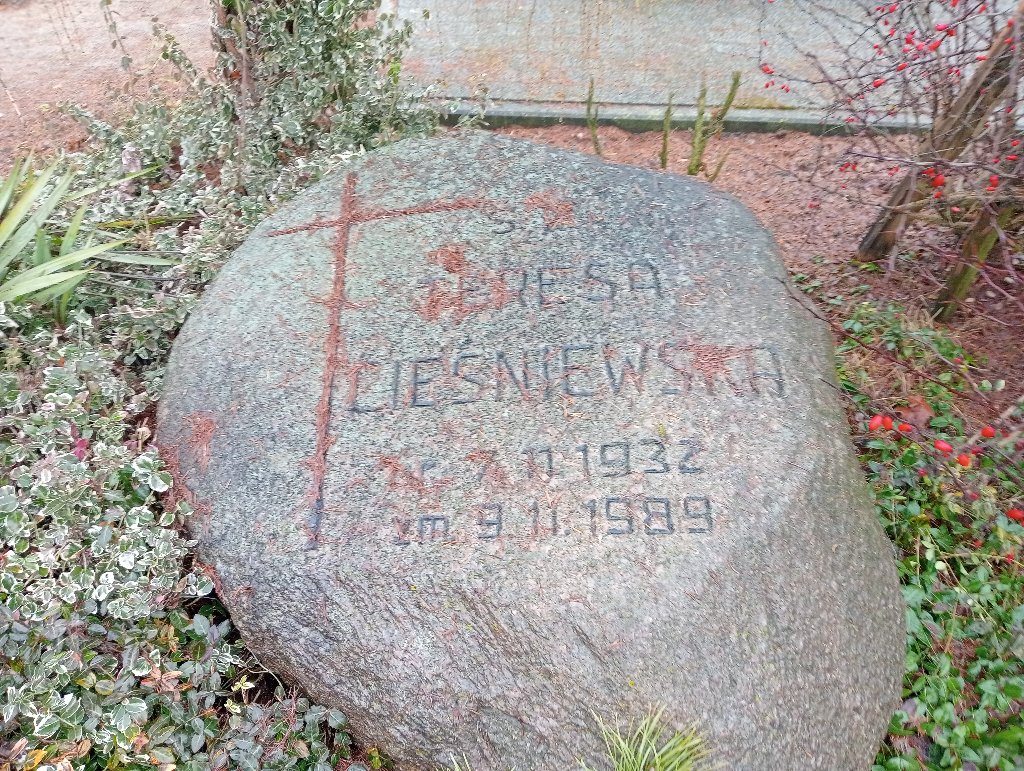 TERESA
LIEŚNIEWSKA
ur. 7.11.1932
zm. 9.11.1989